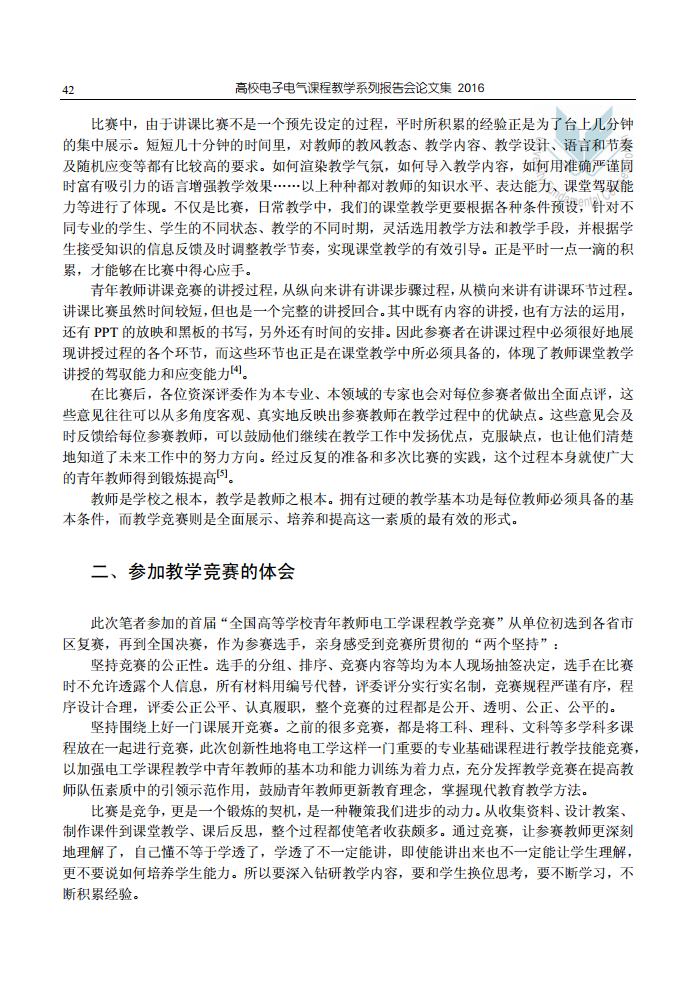 42
高校电子电气课程教学系列报告会论文集 2016
比赛中，由于讲课比赛不是一个预先设定的过程，平时所积累的经验正是为了台上几分钟
的集中展示。短短几十分钟的时间里，对教师的教风教态、教学内容、教学设计、语言和节奏
及随机应变等都有比较高的要求。如何渲染教学气氛，如何导入教学内容，如何用准确严谨同
时富有吸引力的语言增强教学效果……以上种种都对教师的知识水平、表达能力、课堂驾驭能
力等进行了体现。不仅是比赛，日常教学中，我们的课堂教学更要根据各种条件预设，针对不
同专业的学生、学生的不同状态、教学的不同时期，灵活选用教学方法和教学手段，并根据学
生接受知识的信息反馈及时调整教学节奏，实现课堂教学的有效引导。正是平时一点一滴的积
累，才能够在比赛中得心应手。
青年教师讲课竞赛的讲授过程，从纵向来讲有讲课步骤过程，从横向来讲有讲课环节过程。
讲课比赛虽然时间较短，但也是一个完整的讲授回合。其中既有内容的讲授，也有方法的运用，
还有 PPT 的放映和黑板的书写，另外还有时间的安排。因此参赛者在讲课过程中必须很好地展
现讲授过程的各个环节，而这些环节也正是在课堂教学中所必须具备的，体现了教师课堂教学
讲授的驾驭能力和应变能力[4]。
在比赛后，各位资深评委作为本专业、本领域的专家也会对每位参赛者做出全面点评，这
些意见往往可以从多角度客观、真实地反映出参赛教师在教学过程中的优缺点。这些意见会及
时反馈给每位参赛教师，可以鼓励他们继续在教学工作中发扬优点，克服缺点，也让他们清楚
地知道了未来工作中的努力方向。经过反复的准备和多次比赛的实践，这个过程本身就使广大
的青年教师得到锻炼提高[5]。
教师是学校之根本，教学是教师之根本。拥有过硬的教学基本功是每位教师必须具备的基
本条件，而教学竞赛则是全面展示、培养和提高这一素质的最有效的形式。
二、参加教学竞赛的体会
此次笔者参加的首届“全国高等学校青年教师电工学课程教学竞赛”从单位初选到各省市
区复赛，再到全国决赛，作为参赛选手，亲身感受到竞赛所贯彻的“两个坚持”：
坚持竞赛的公正性。选手的分组、排序、竞赛内容等均为本人现场抽签决定，选手在比赛
时不允许透露个人信息，所有材料用编号代替，评委评分实行实名制，竞赛规程严谨有序，程
序设计合理，评委公正公平、认真履职，整个竞赛的过程都是公开、透明、公正、公平的。
坚持围绕上好一门课展开竞赛。之前的很多竞赛，都是将工科、理科、文科等多学科多课
程放在一起进行竞赛，此次创新性地将电工学这样一门重要的专业基础课程进行教学技能竞赛，
以加强电工学课程教学中青年教师的基本功和能力训练为着力点，充分发挥教学竞赛在提高教
师队伍素质中的引领示范作用，鼓励青年教师更新教育理念，掌握现代教育教学方法。
比赛是竞争，更是一个锻炼的契机，是一种鞭策我们进步的动力。从收集资料、设计教案、
制作课件到课堂教学、课后反思，整个过程都使笔者收获颇多。通过竞赛，让参赛教师更深刻
地理解了，自己懂不等于学透了，学透了不一定能讲，即使能讲出来也不一定能让学生理解，
更不要说如何培养学生能力。所以要深入钻研教学内容，要和学生换位思考，要不断学习，不
断积累经验。